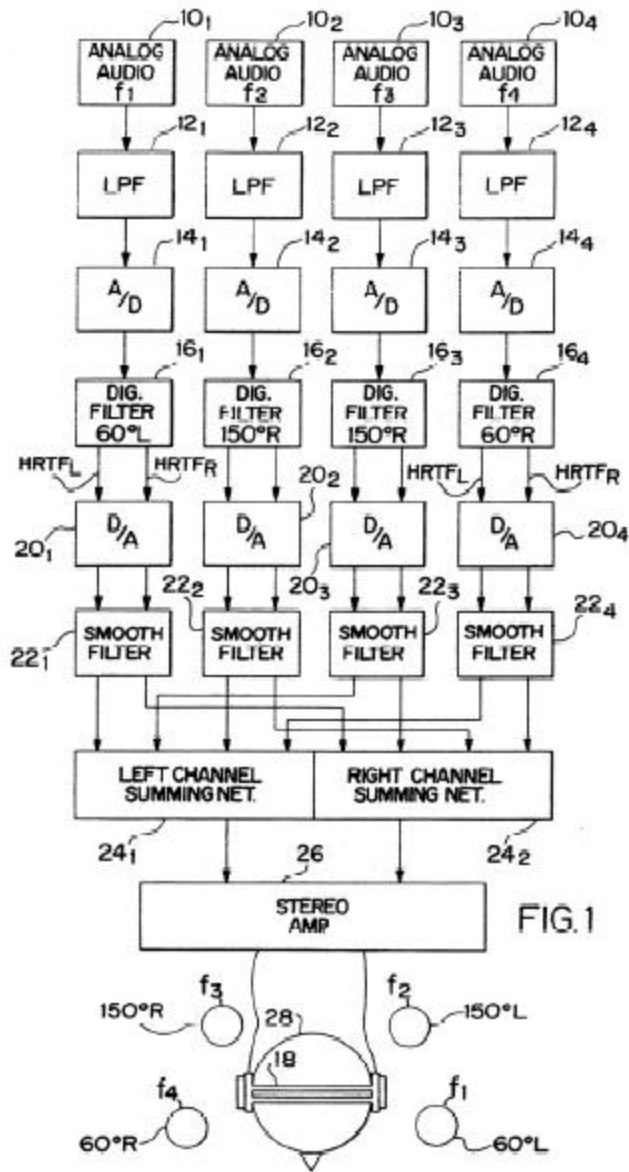 10₁ 10₂ 10₃ 10₄
ANALOG AUDIO f1
ANALOG AUDIO f2
ANALOG AUDIO f3
ANALOG AUDIO f4
12₁ 12₂ 12₃ 12₄
LPF LPF LPF LPF
14₁ 14₂ 14₃ 14₄
A/D A/D A/D A/D
16₁ 16₂ 16₃ 16₄
DIG. FILTER 60°L
DIG. FILTER 150°R
DIG. FILTER 150°R
DIG. FILTER 60°R
HRTFL HRTFR HRTFL HRTFR
20₁ 20₂ 20₃ 20₄
D/A D/A D/A D/A
22₁ 22₂ 22₃ 22₄
SMOOTH FILTER
SMOOTH FILTER
SMOOTH FILTER
SMOOTH FILTER
LEFT CHANNEL SUMMING NET.
RIGHT CHANNEL SUMMING NET.
24₁ 24₂
26
STEREO AMP.
FIG. 1
f3 f2
150°R 28 150°L
18
f4 f1
60°R 60°L